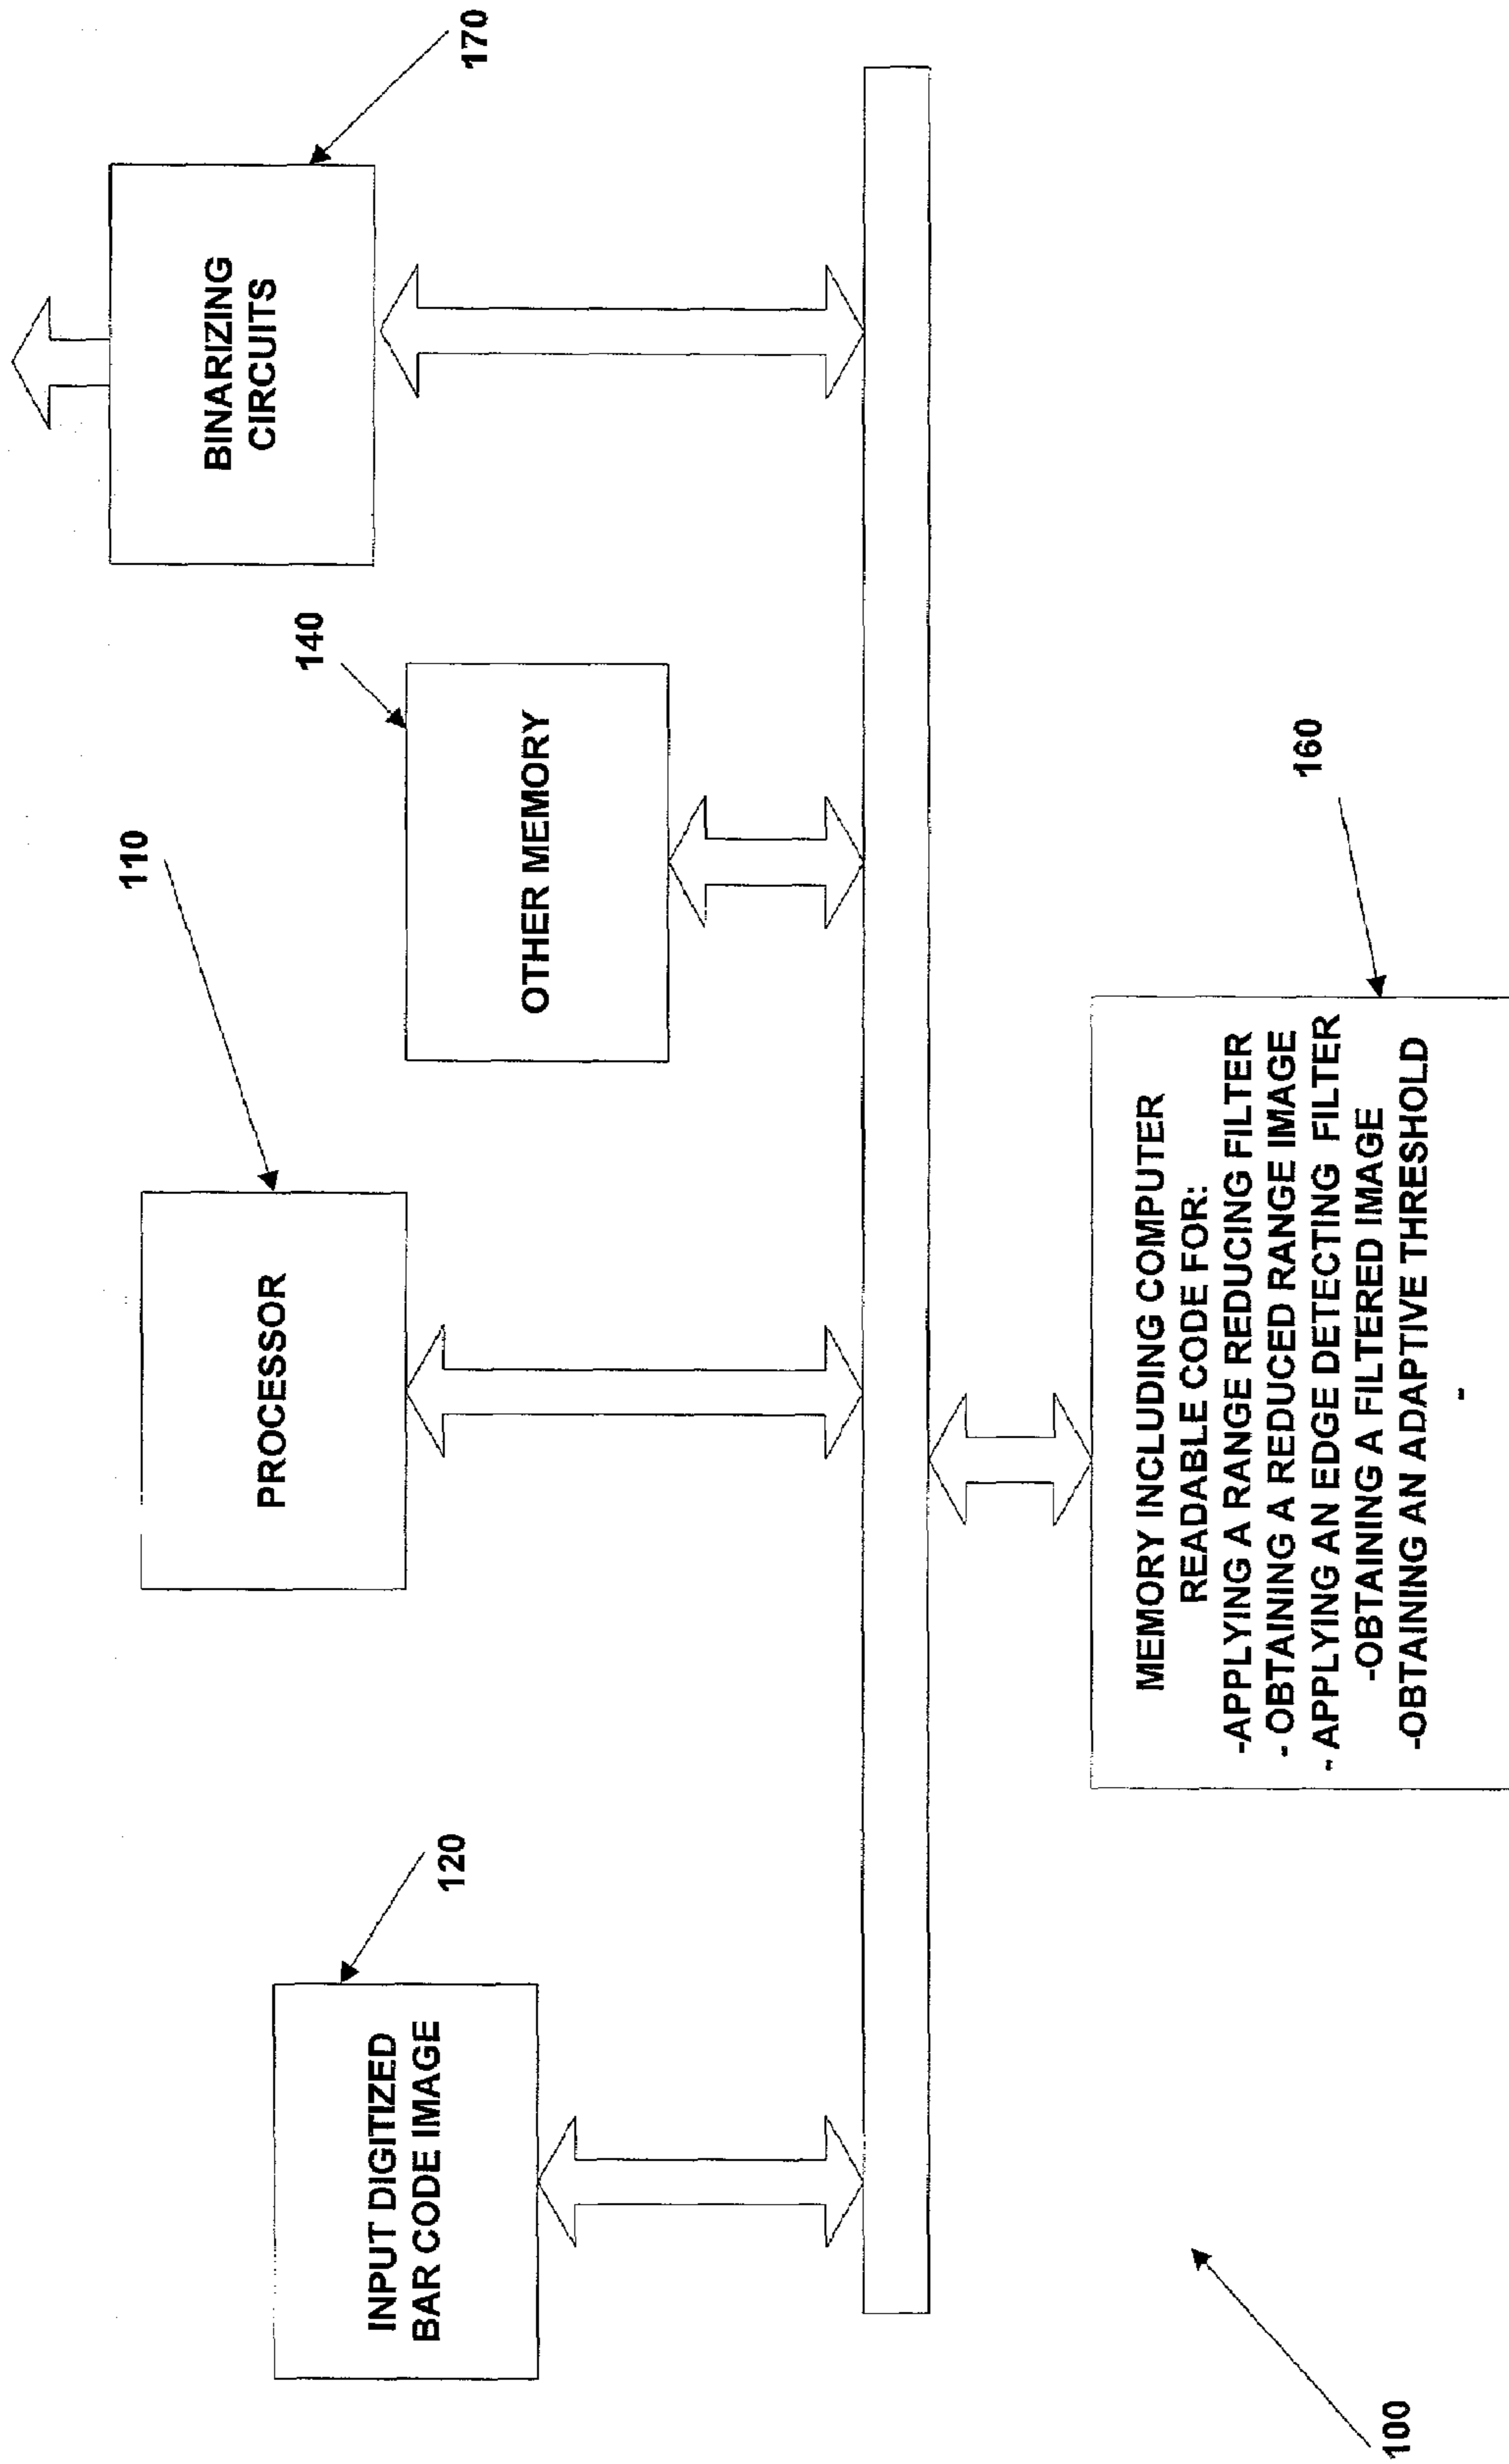 170
BINARIZING
CIRCUITS
140
OTHER MEMORY
110
PROCESSOR
120
INPUT DIGITIZED
BAR CODE IMAGE
160
MEMORY INCLUDING COMPUTER
READABLE CODE FOR:
-APPLYING A RANGE REDUCING FILTER
- OBTAINING A REDUCED RANGE IMAGE
- APPLYING AN EDGE DETECTING FILTER
-OBTAINING A FILTERED IMAGE
-OBTAINING AN ADAPTIVE THRESHOLD
-
100